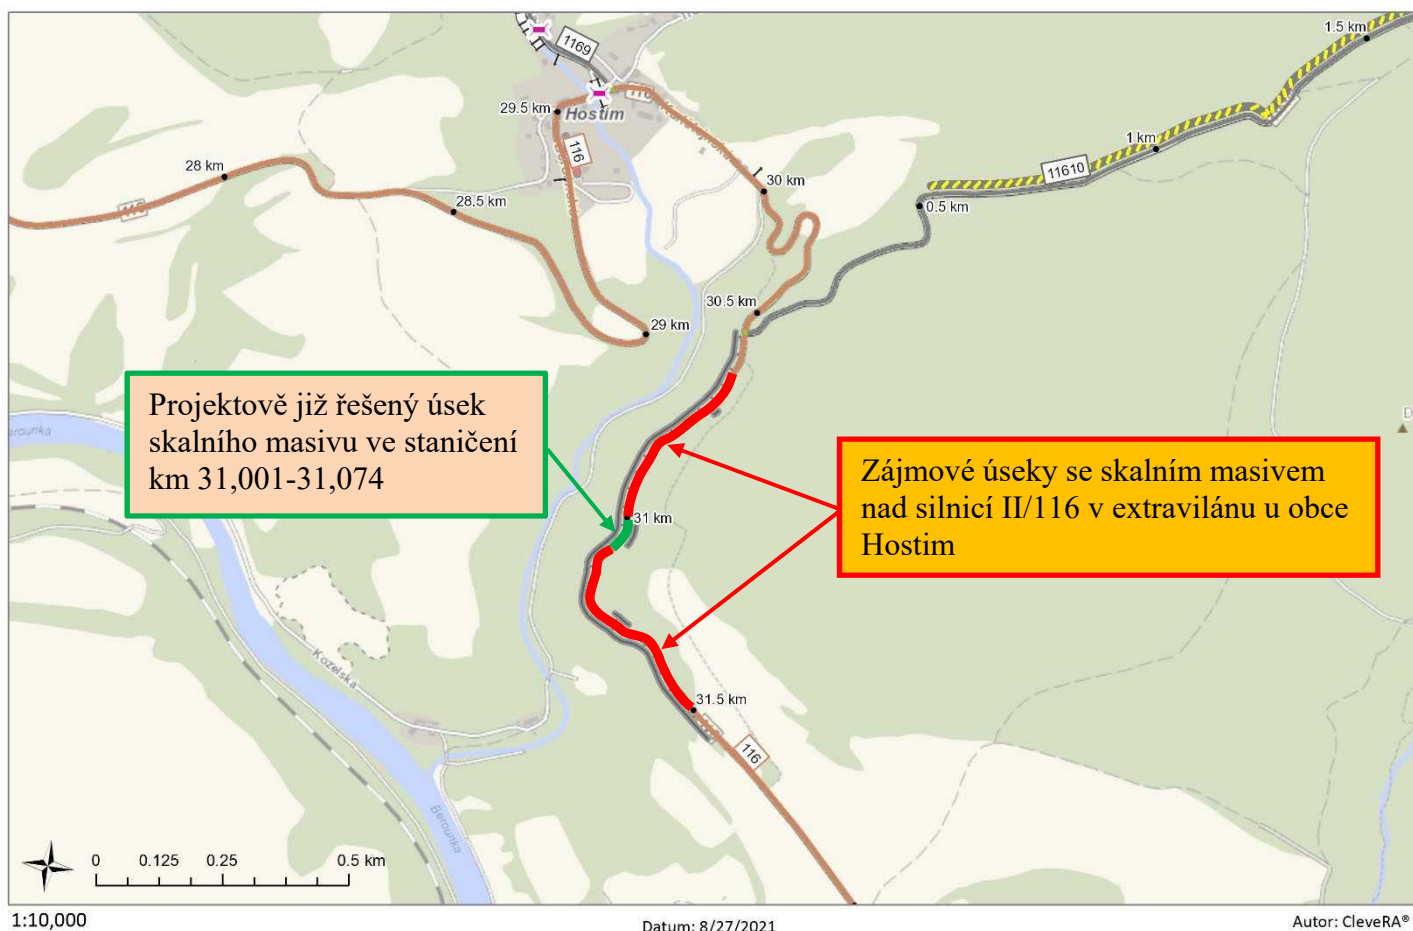 1.5 km
1169
29.5 km
Hostim
116
1 km
11610
28 km
30 km
28.5 km
0.5 km
30.5 km
29 km
Projektově již řešený úsek
skalního masivu ve staničení
km 31,001-31,074
Zájmové úseky se skalním masivem
nad silnicí II/116 v extravilánu u obce
Hostim
31 km
Kozelska
31.5 km
116
Berounka
0 0.125 0.25 0.5 km
1:10,000
Datum: 8/27/2021
Autor: CleveRA®